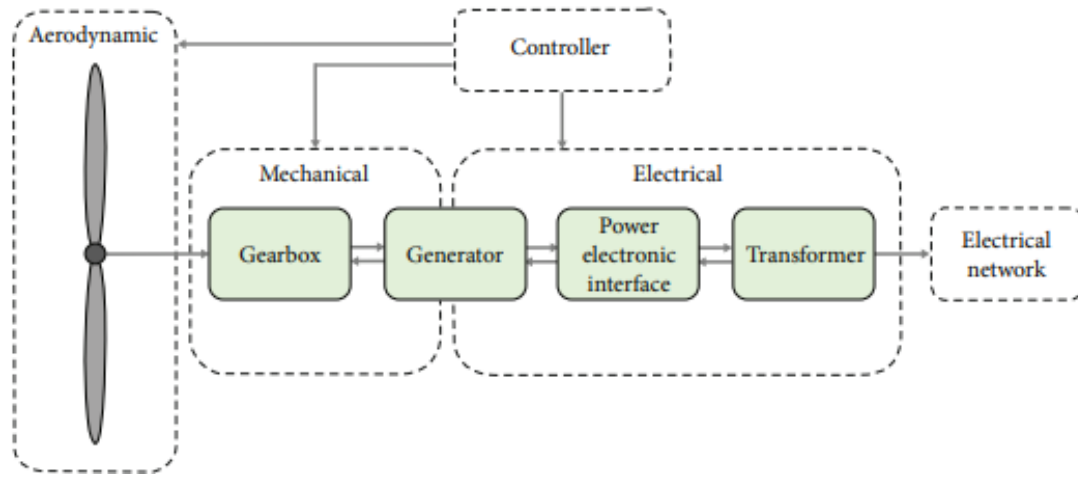 Aerodynamic
Controller
Mechanical
Electrical
Gearbox
Generator
Power
electronic
interface
Transformer
Electrical
network